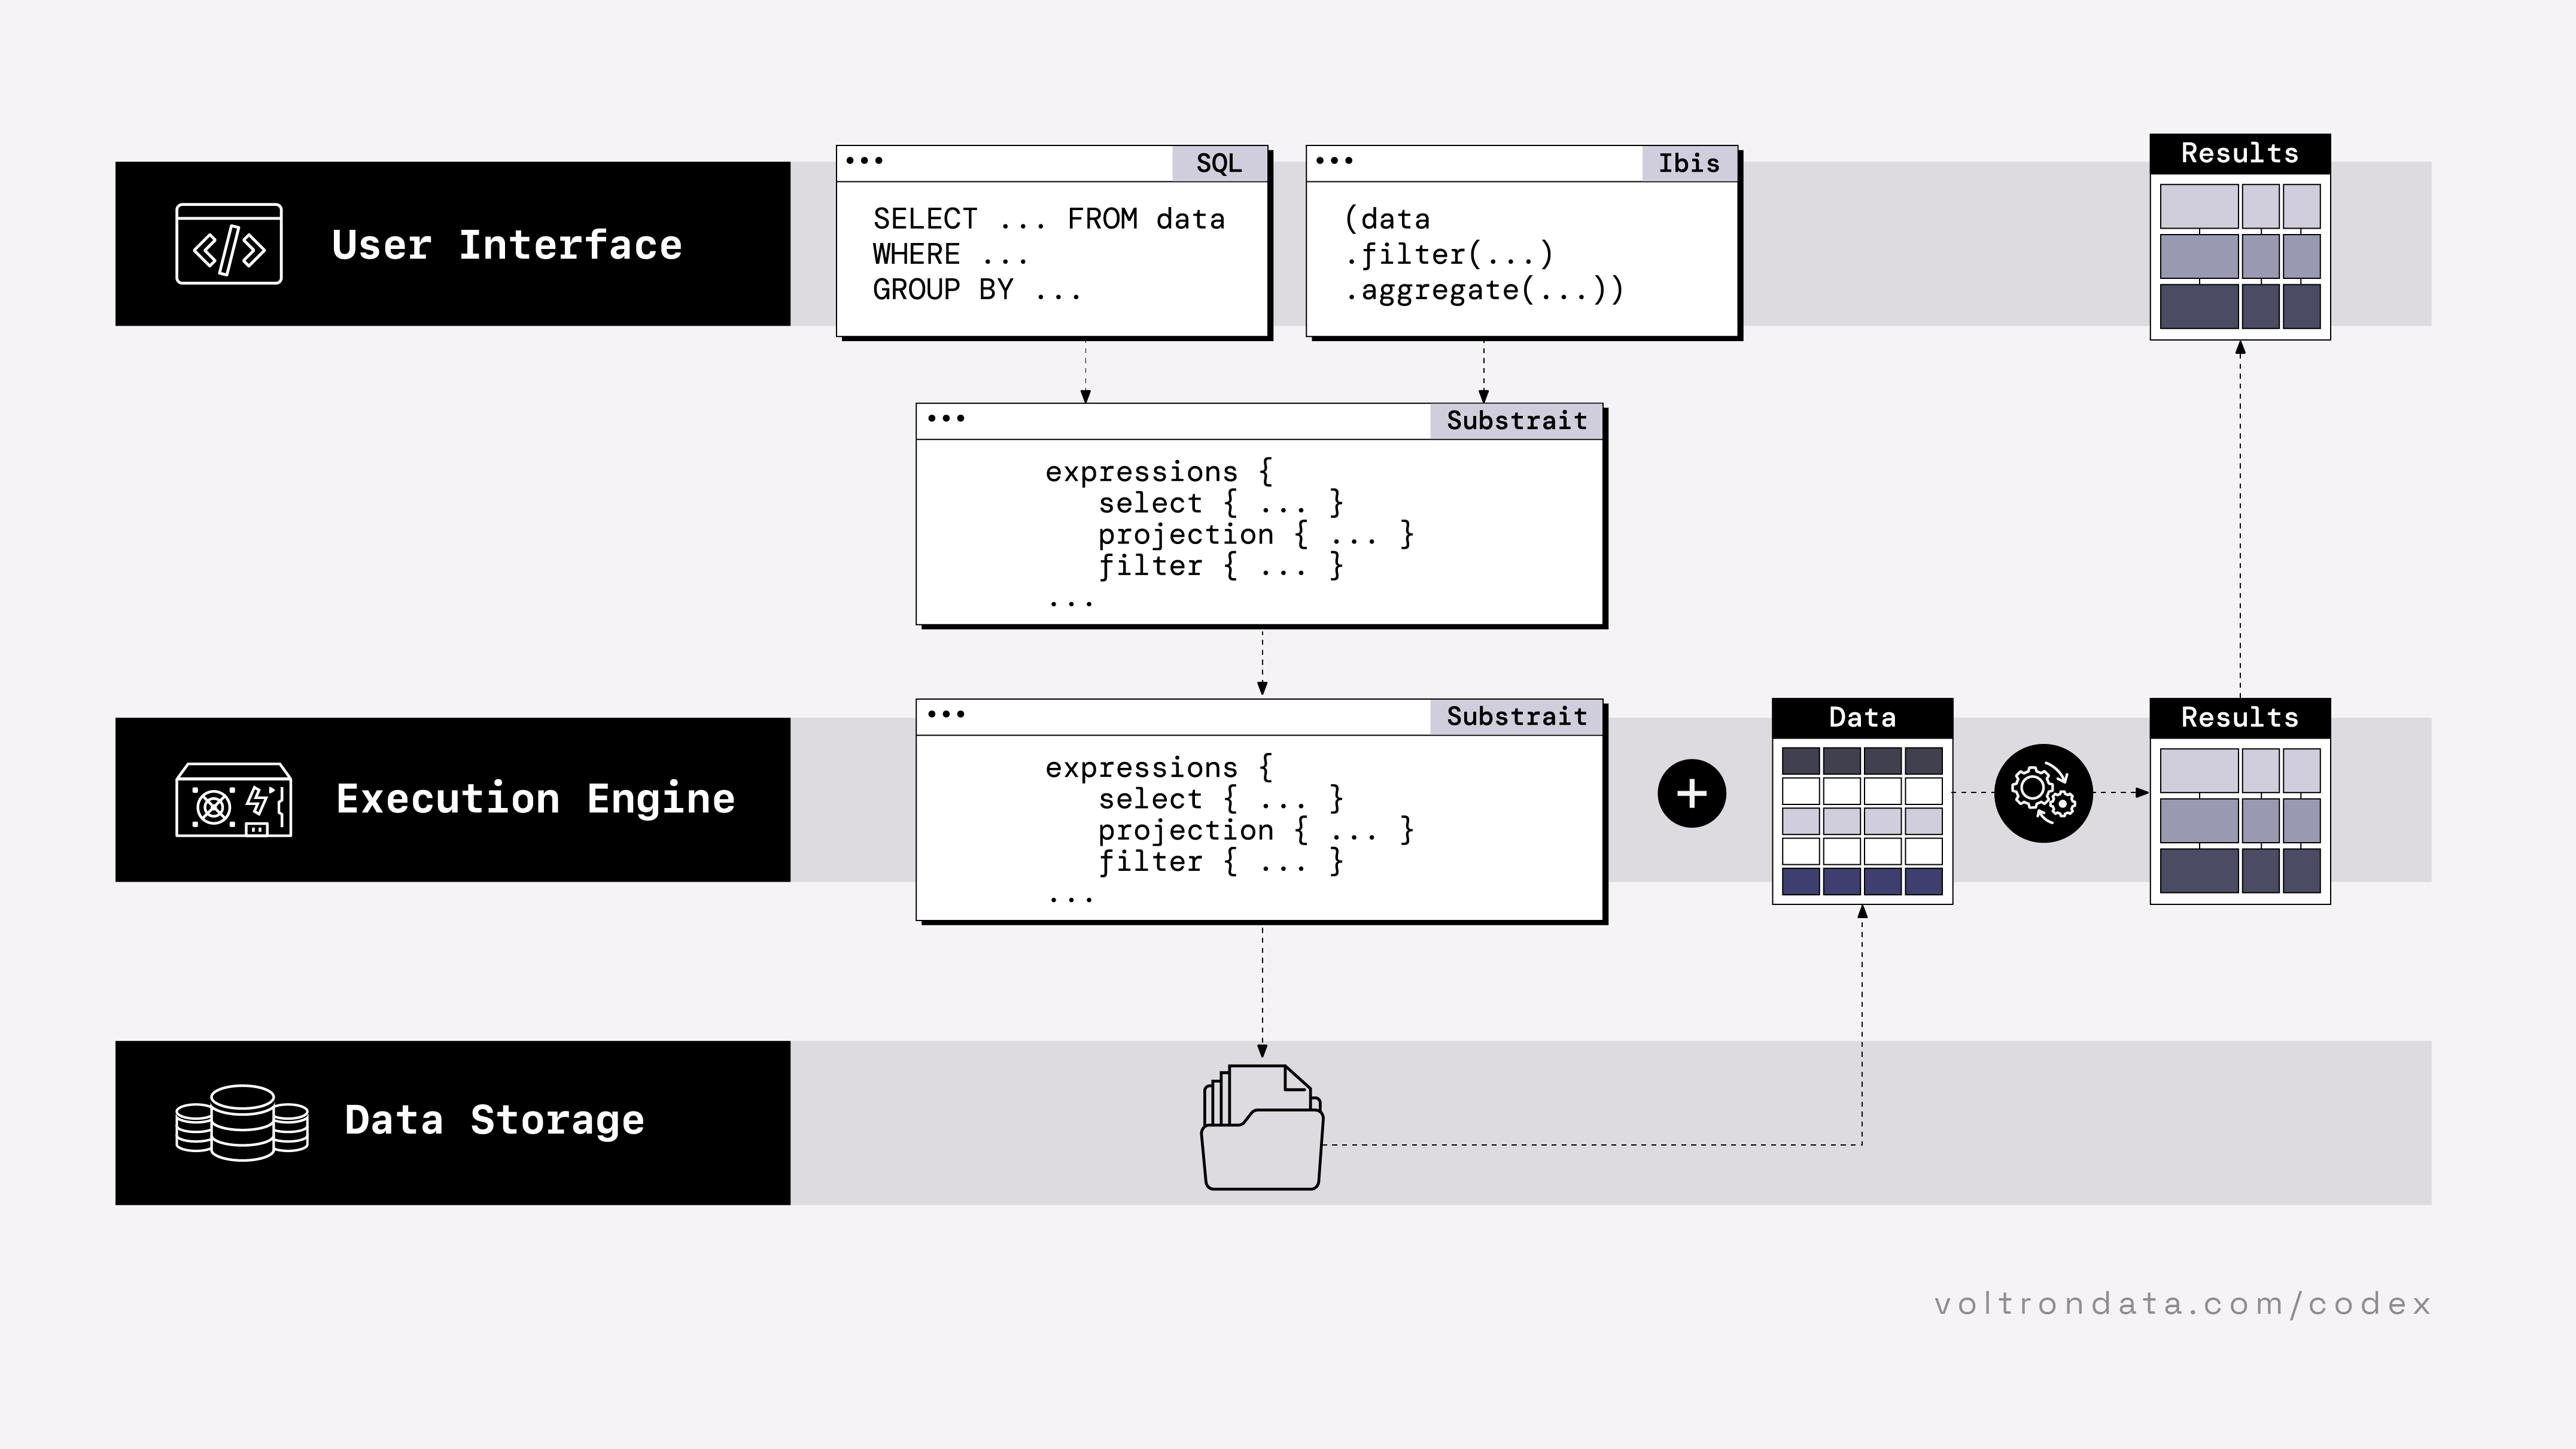 User Interface
SQL
SELECT ... FROM data
WHERE ...
GROUP BY ...
Ibis
(data
.filter(...)
.aggregate(...))
Results
Substrait
expressions {
select { ... }
projection { ... }
filter { ... }
...
Execution Engine
Substrait
expressions {
select { ... }
projection { ... }
filter { ... }
...
+
Data
Results
Data Storage
voltrondata.com/codex